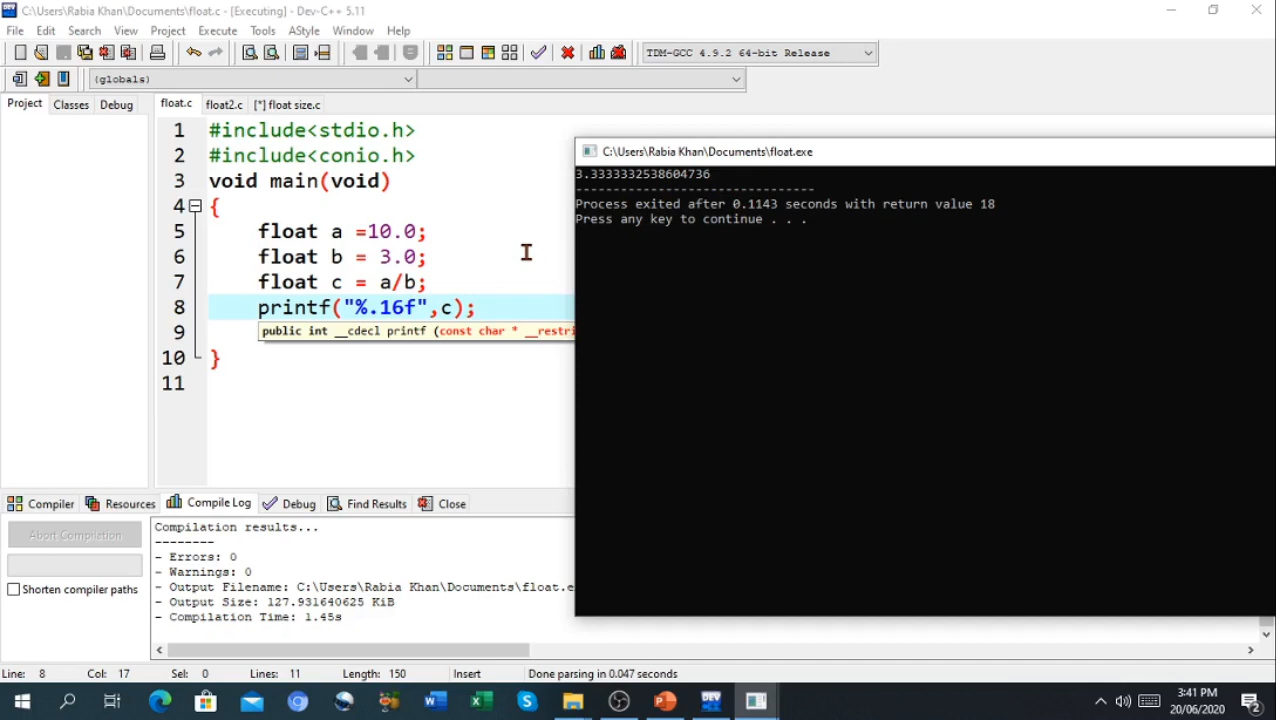 C:\Users\Rabia Khan\Documents\float.c - [Executing] - Dev-C++ 5.11
File Edit Search View Project Execute Tools AStyle Window Help
TDM-GCC 4.9.2 64-bit Release
(globals)
Project Classes Debug float.c float2.c [*] float size.c
1 #include<stdio.h>
2 #include<conio.h>
3 void main(void)
4 {
5 float a =10.0;
6 float b = 3.0;
7 float c = a/b;
8 printf("%.16f",c);
9 public int __cdecl printf (const char * __restri
10 }
11
C:\Users\Rabia Khan\Documents\float.exe
3.3333332538604736
--------------------------------
Process exited after 0.1143 seconds with return value 18
Press any key to continue . . .
Compiler Resources Compile Log Debug Find Results Close
Abort Compilation
Shorten compiler paths
Compilation results...
--------
- Errors: 0
- Warnings: 0
- Output Filename: C:\Users\Rabia Khan\Documents\float.e
- Output Size: 127.931640625 KiB
- Compilation Time: 1.45s
Line: 8 Col: 17 Sel: 0 Lines: 11 Length: 150 Insert Done parsing in 0.047 seconds
3:41 PM
20/06/2020
2